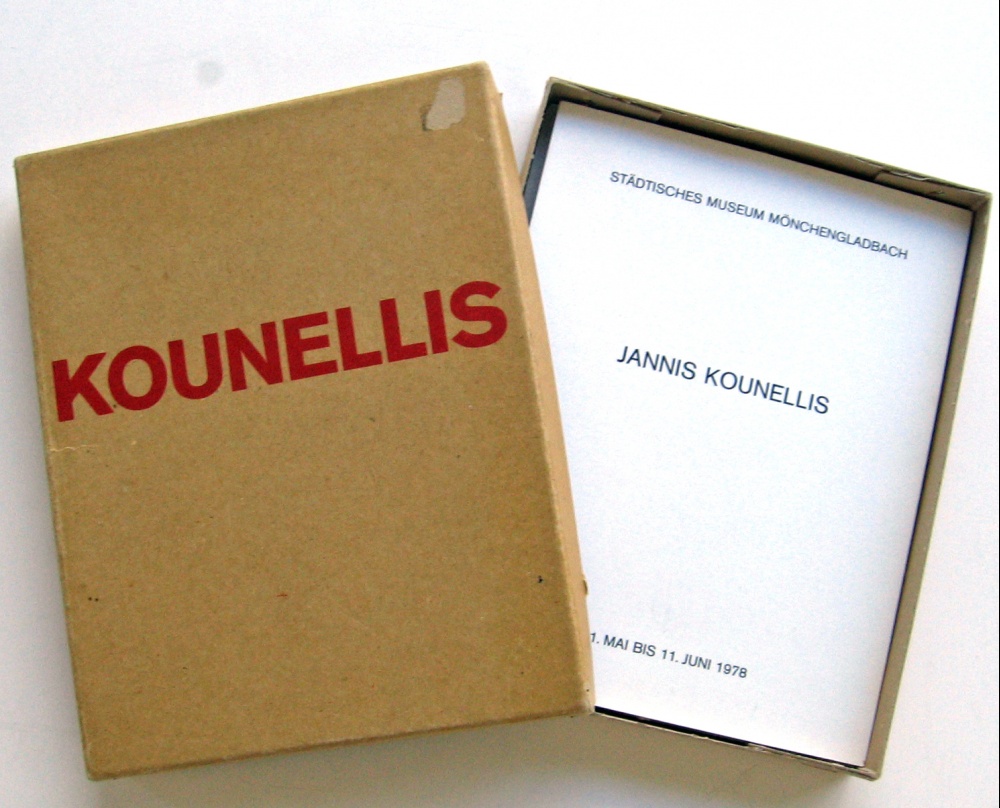 KOUNELLIS
STÄDTISCHES MUSEUM MÖNCHENGLADBACH
JANNIS KOUNELLIS
1. MAI BIS 11. JUNI 1978